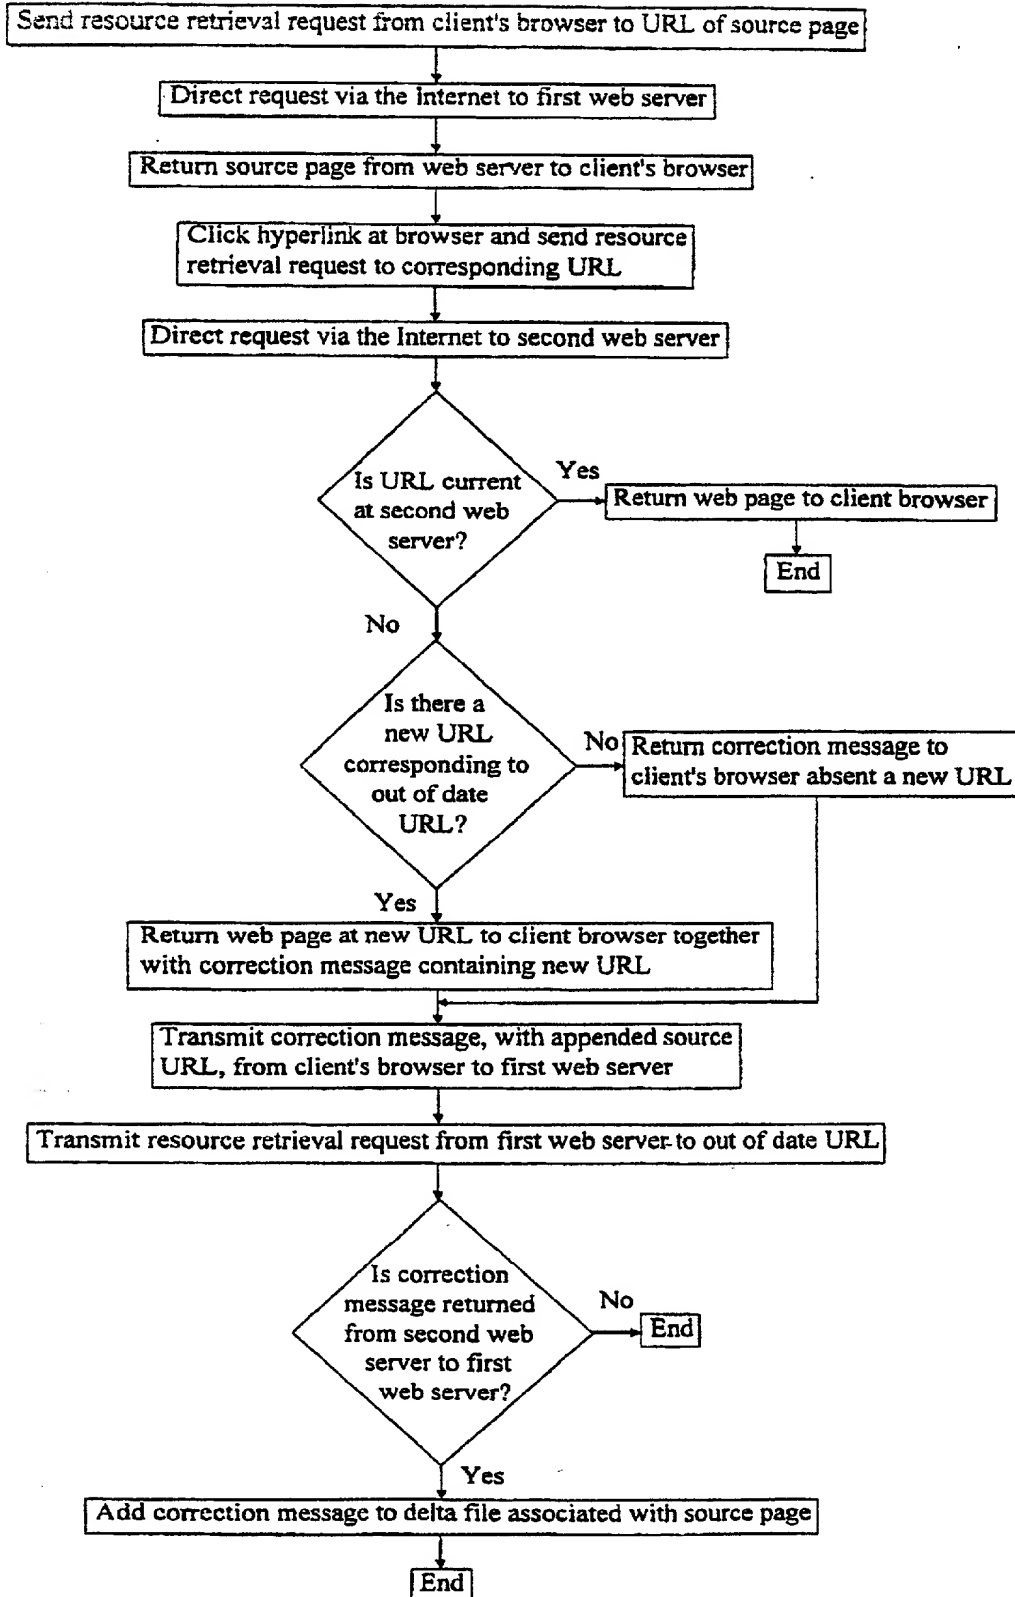 Send resource retrieval request from client's browser to URL of source page
Direct request via the Internet to first web server
Return source page from web server to client's browser
Click hyperlink at browser and send resource
retrieval request to corresponding URL
Direct request via the Internet to second web server
Is URL current
at second web
server?
Yes
Return web page to client browser
End
No
Is there a
new URL
corresponding to
out of date
URL?
No
Return correction message to
client's browser absent a new URL
Yes
Return web page at new URL to client browser together
with correction message containing new URL
Transmit correction message, with appended source
URL, from client's browser to first web server
Transmit resource retrieval request from first web server to out of date URL
Is correction
message returned
from second web
server to first
web server?
No
End
Yes
Add correction message to delta file associated with source page
End